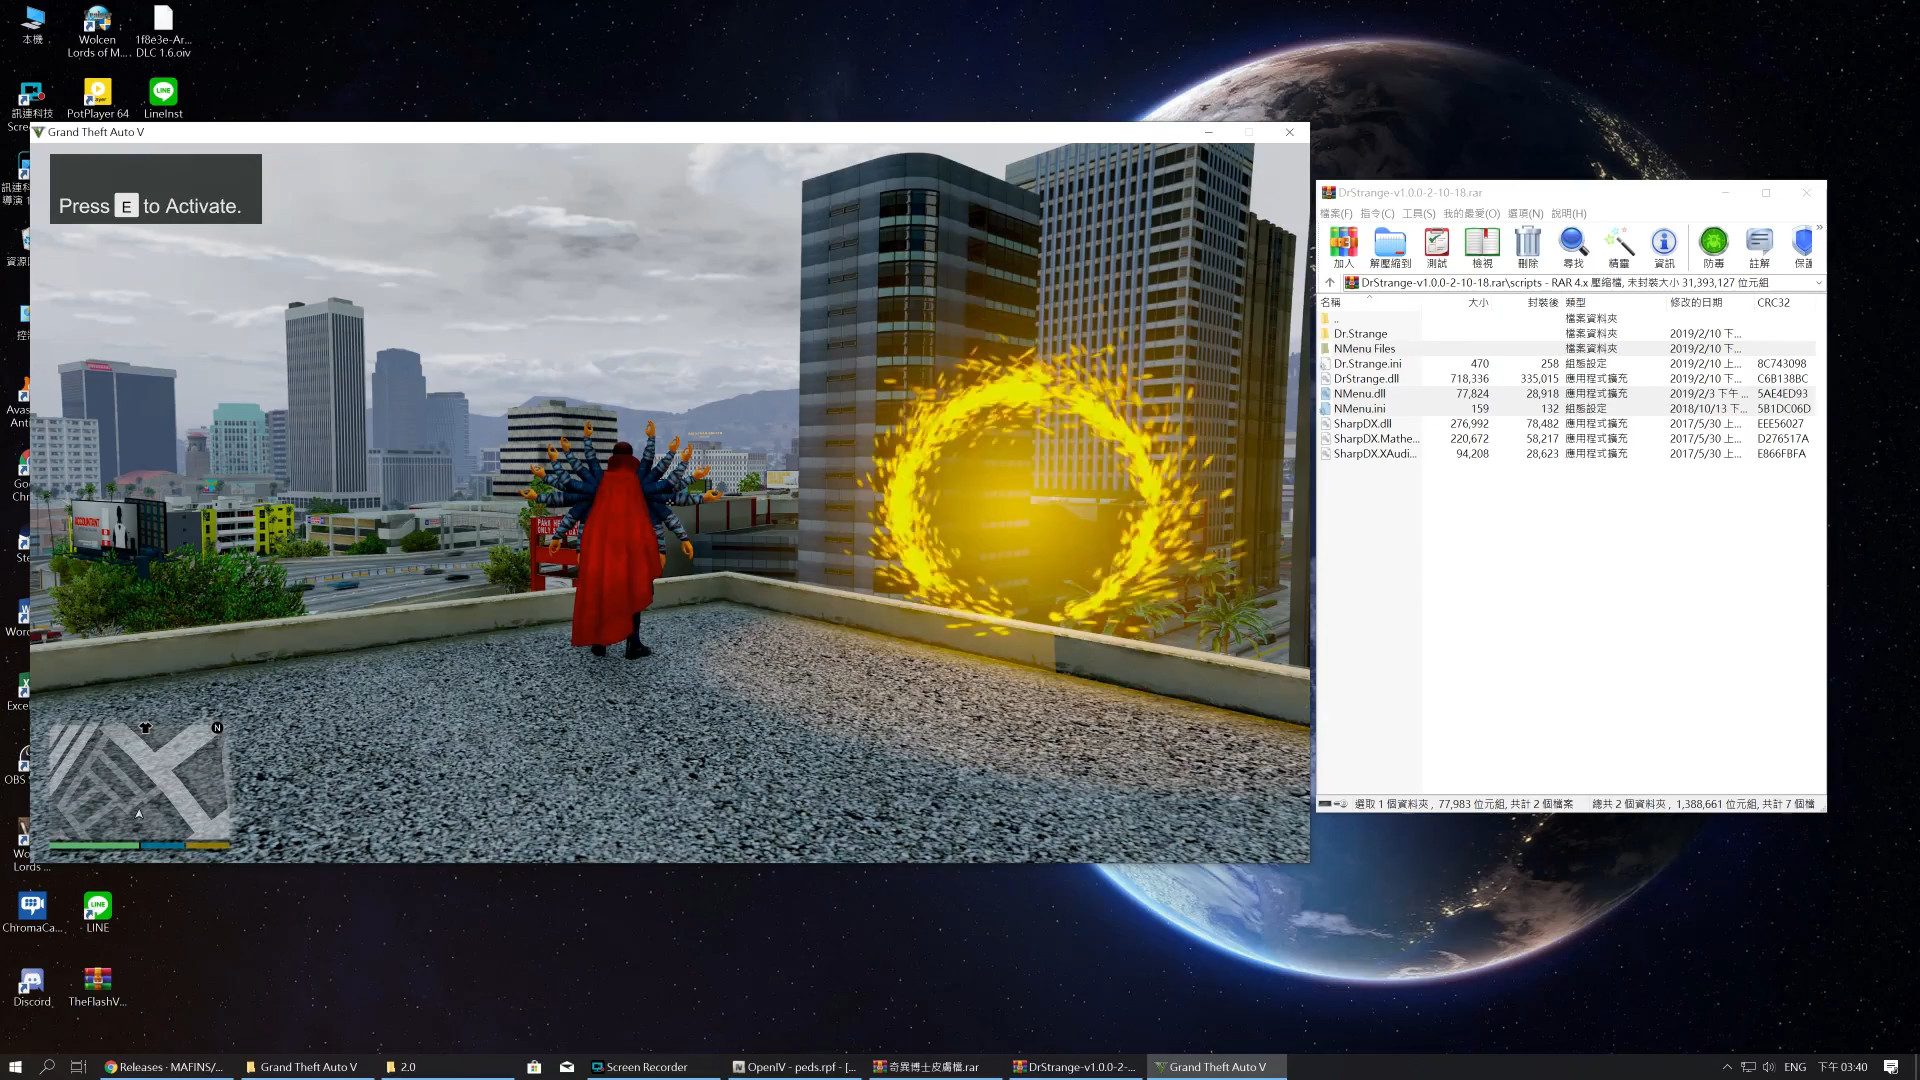 本機
Wolcen
Lords of M...
1f8e3e-Ar...
DLC 1.6.oiv
訊連科技
PotPlayer 64
LineInst
LINE
Grand Theft Auto V
Press E to Activate.
N
ChromaCa...
LINE
Discord
TheFlashV...
DrStrange-v1.0.0-2-10-18.rar
檔案(F) 指令(C) 工具(S) 我的最愛(O) 選項(N) 說明(H)
加入 解壓縮到 測試 檢視 刪除 尋找 精靈 資訊 防毒 註解
DrStrange-v1.0.0-2-10-18.rar\scripts - RAR 4.x 壓縮檔, 未封裝大小 31,393,127 位元組
名稱 大小 封裝後 類型 修改的日期 CRC32
.. 檔案資料夾
Dr.Strange 檔案資料夾 2019/2/10 下...
NMenu Files 檔案資料夾 2019/2/10 下...
Dr.Strange.ini 470 258 組態設定 2019/2/10 上... 8C743098
DrStrange.dll 718,336 335,015 應用程式擴充 2019/2/10 下... C6B138BC
NMenu.dll 77,824 28,918 應用程式擴充 2019/2/3 下午 ... 5AE4ED93
NMenu.ini 159 132 組態設定 2018/10/13 下... 5B1DC06D
SharpDX.dll 276,992 78,482 應用程式擴充 2017/5/30 上... EEE56027
SharpDX.Mathe... 220,672 58,217 應用程式擴充 2017/5/30 上... D276517A
SharpDX.XAudi... 94,208 28,623 應用程式擴充 2017/5/30 上... E866FBFA
選取 1 個資料夾, 77,983 位元組, 共計 2 個檔案 總共 2 個資料夾, 1,388,661 位元組, 共計 7 個檔
Releases · MAFINS/...
Grand Theft Auto V
2.0
Screen Recorder
OpenIV - peds.rpf - [...
奇異博士皮膚檔.rar
DrStrange-v1.0.0-2-...
Grand Theft Auto V
ENG
下午 03:40